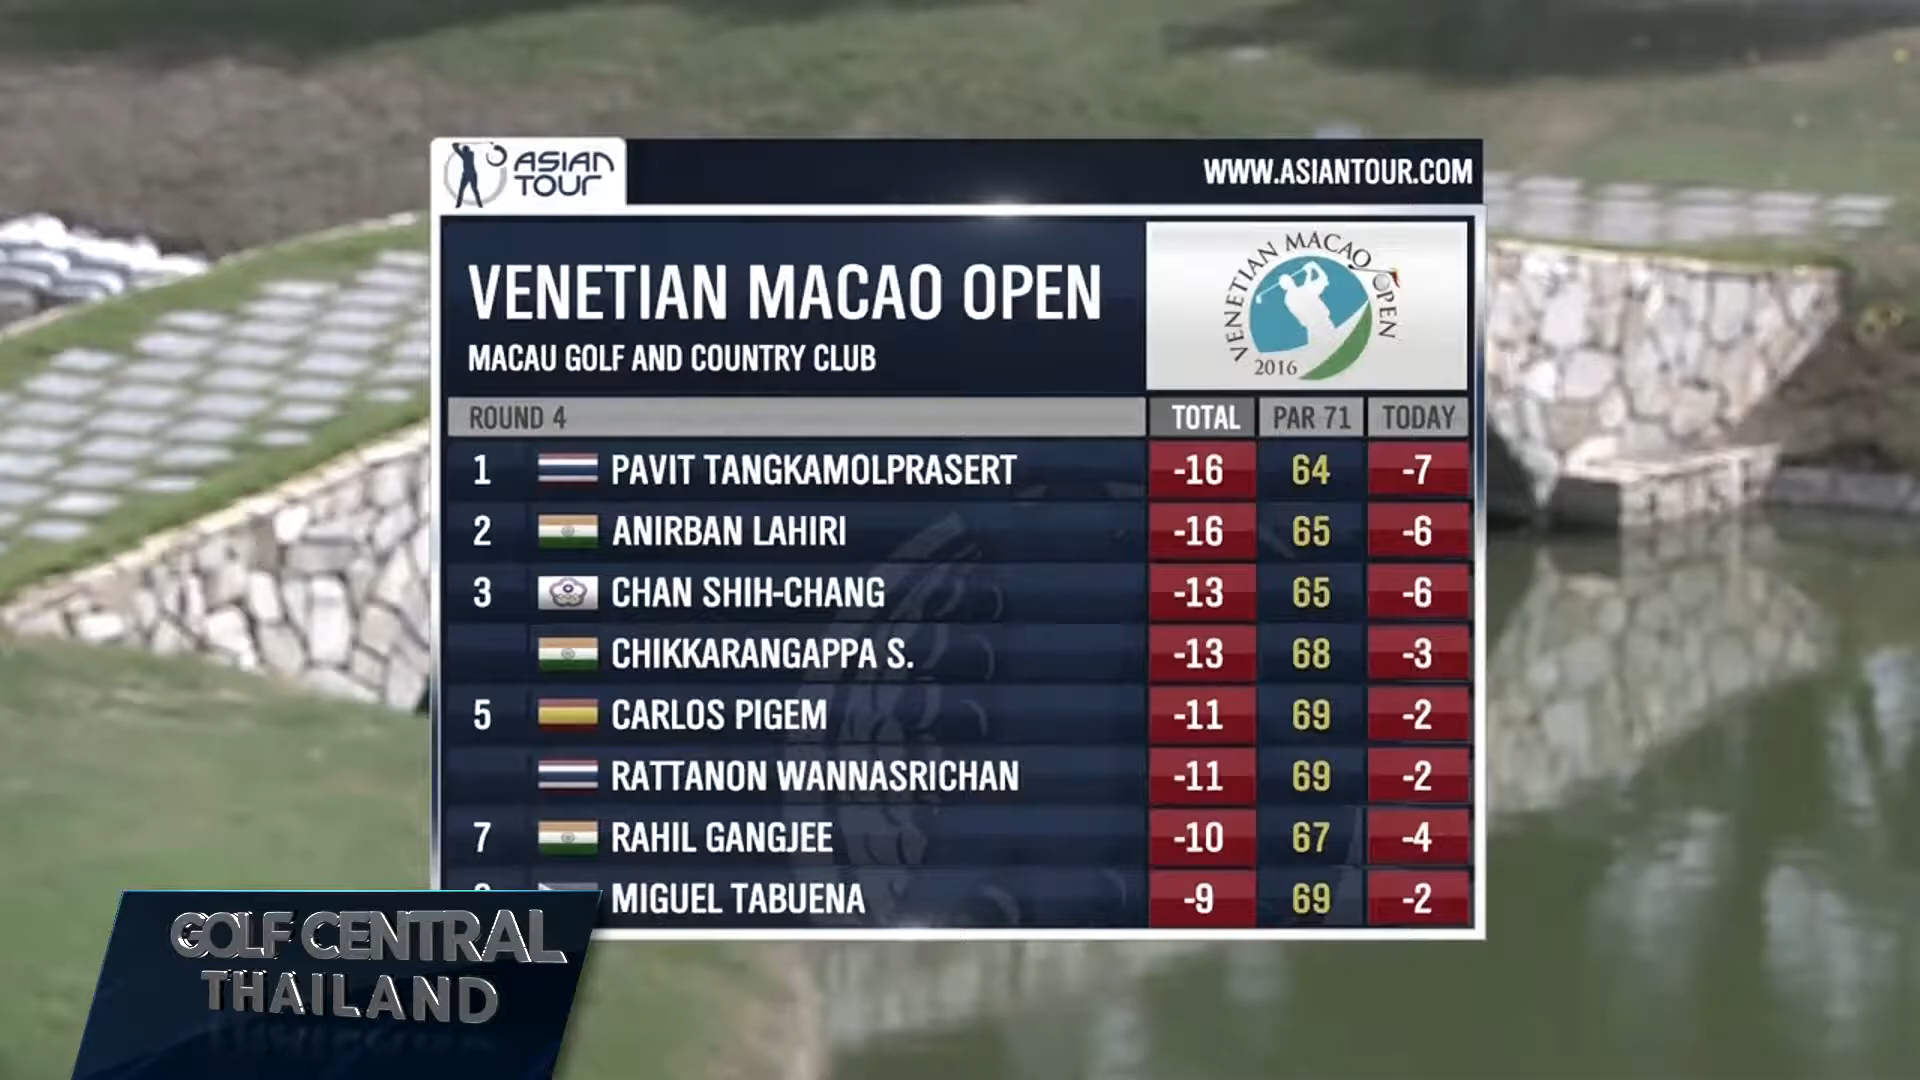 ASIAN
TOUR
WWW.ASIANTOUR.COM
VENETIAN MACAO OPEN
MACAU GOLF AND COUNTRY CLUB
VENETIAN MACAO OPEN
2016
ROUND 4 TOTAL PAR 71 TODAY
1 PAVIT TANGKAMOLPRASERT -16 64 -7
2 ANIRBAN LAHIRI -16 65 -6
3 CHAN SHIH-CHANG -13 65 -6
CHIKKARANGAPPA S. -13 68 -3
5 CARLOS PIGEM -11 69 -2
RATTANON WANNASRICHAN -11 69 -2
7 RAHIL GANGJEE -10 67 -4
MIGUEL TABUENA -9 69 -2
GOLF CENTRAL
THAILAND